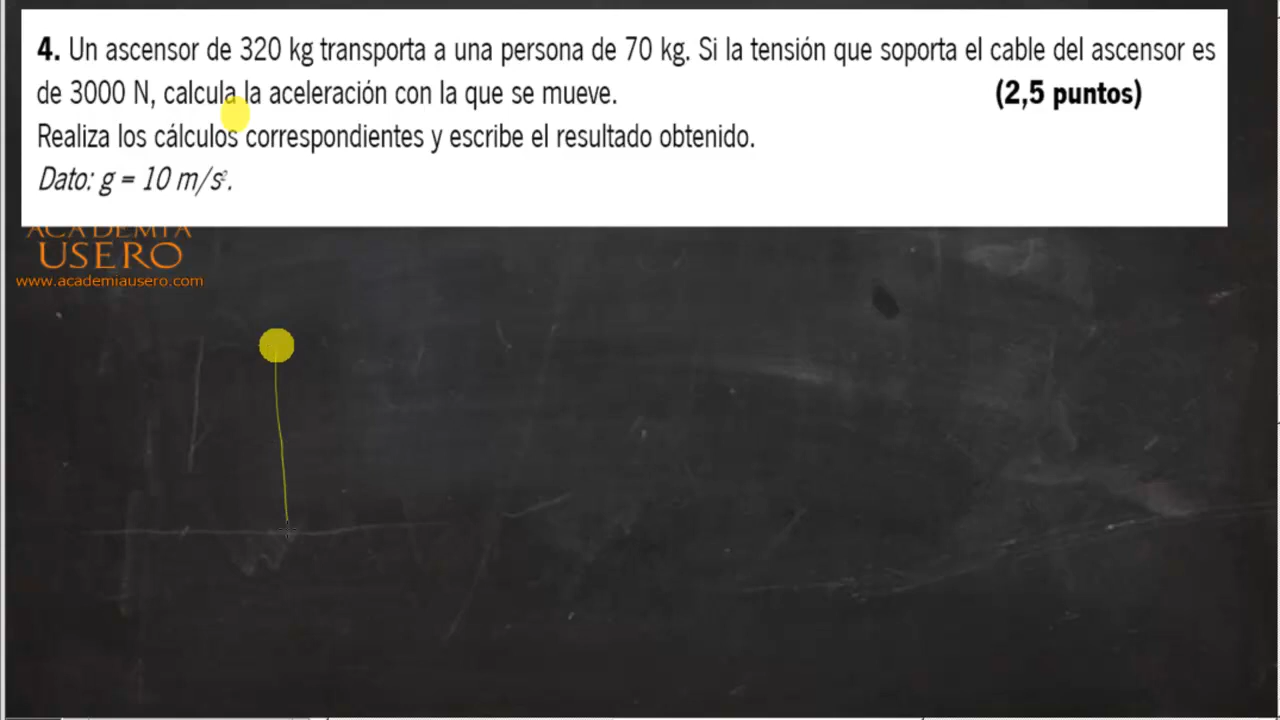 4. Un ascensor de 320 kg transporta a una persona de 70 kg. Si la tensión que soporta el cable del ascensor es
de 3000 N, calcula la aceleración con la que se mueve. (2,5 puntos)
Realiza los cálculos correspondientes y escribe el resultado obtenido.
Dato: g = 10 m/s².
ACADEMIA
USERO
www.academiausero.com